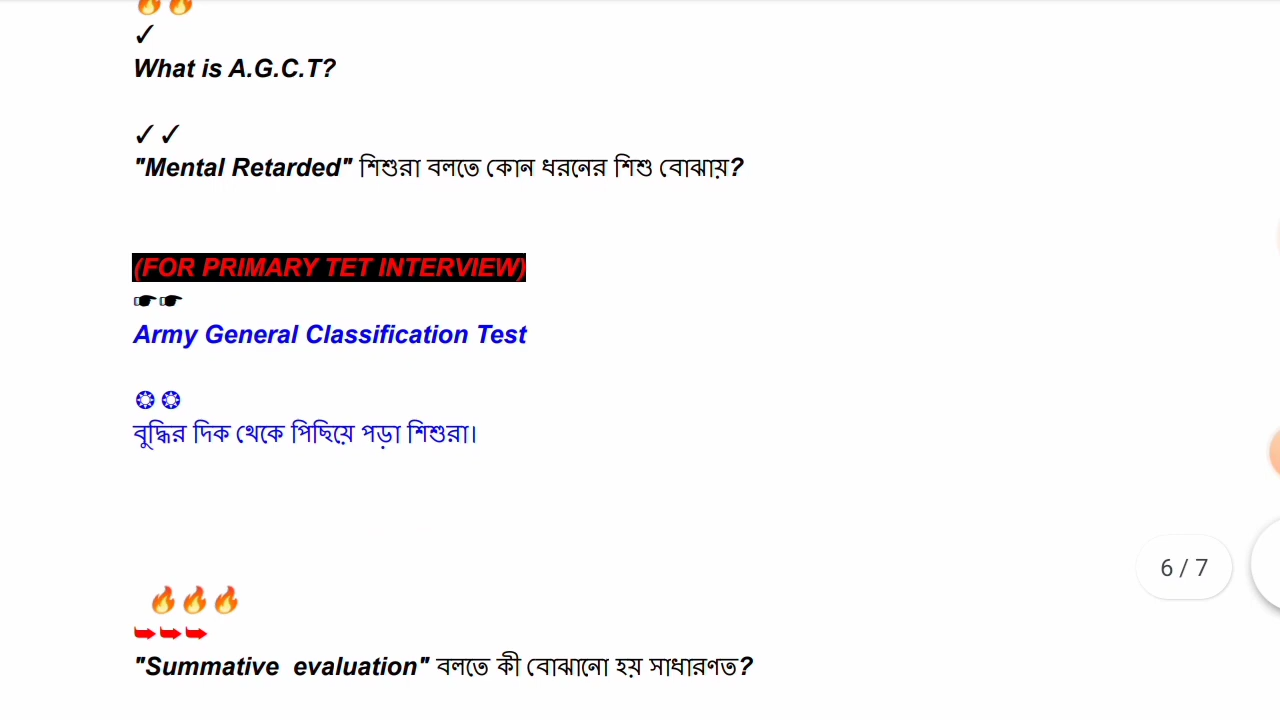 What is A.G.C.T?
"Mental Retarded" শিশুরা বলতে কোন ধরনের শিশু বোঝায়?
(FOR PRIMARY TET INTERVIEW)
Army General Classification Test
বুদ্ধির দিক থেকে পিছিয়ে পড়া শিশুরা।
6 / 7
"Summative evaluation" বলতে কী বোঝানো হয় সাধারণত?